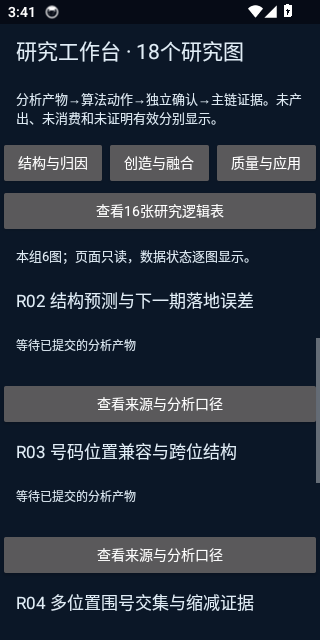 3:41
研究工作台 · 18个研究图
分析产物→算法动作→独立确认→主链证据。未产
出、未消费和未证明有效分别显示。
结构与归因 创造与融合 质量与应用
查看16张研究逻辑表
本组6图；页面只读，数据状态逐图显示。
R02 结构预测与下一期落地误差
等待已提交的分析产物
查看来源与分析口径
R03 号码位置兼容与跨位结构
等待已提交的分析产物
查看来源与分析口径
R04 多位置围号交集与缩减证据